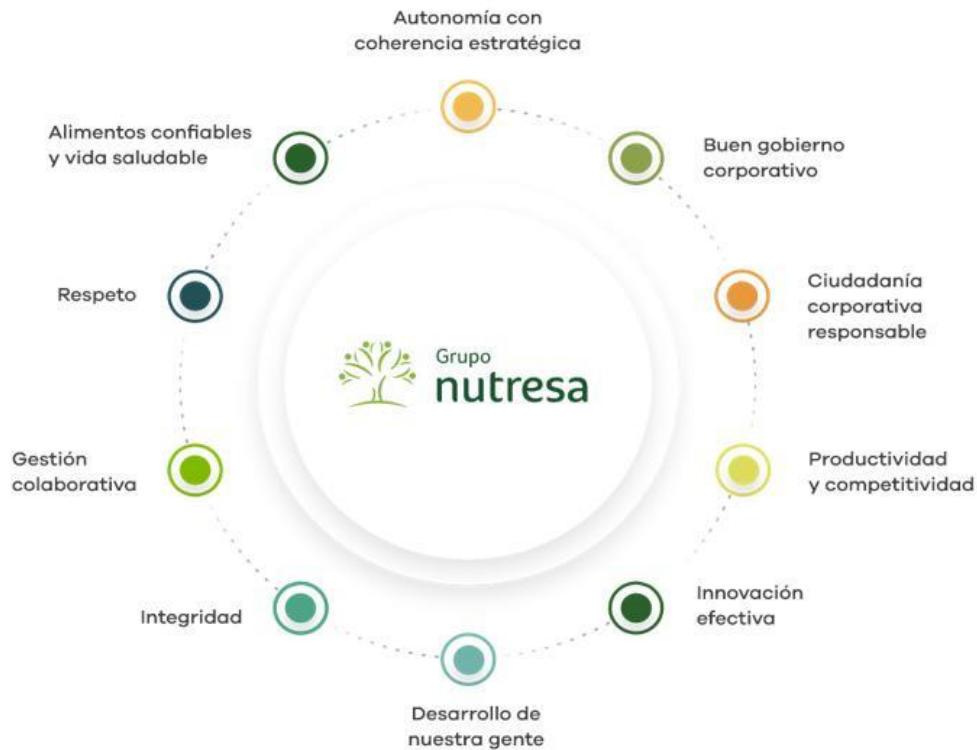 Autonomía con
coherencia estratégica
Buen gobierno
corporativo
Ciudadanía
corporativa
responsable
Productividad
y competitividad
Innovación
efectiva
Desarrollo de
nuestra gente
Integridad
Gestión
colaborativa
Respeto
Alimentos confiables
y vida saludable
Grupo
nutresa